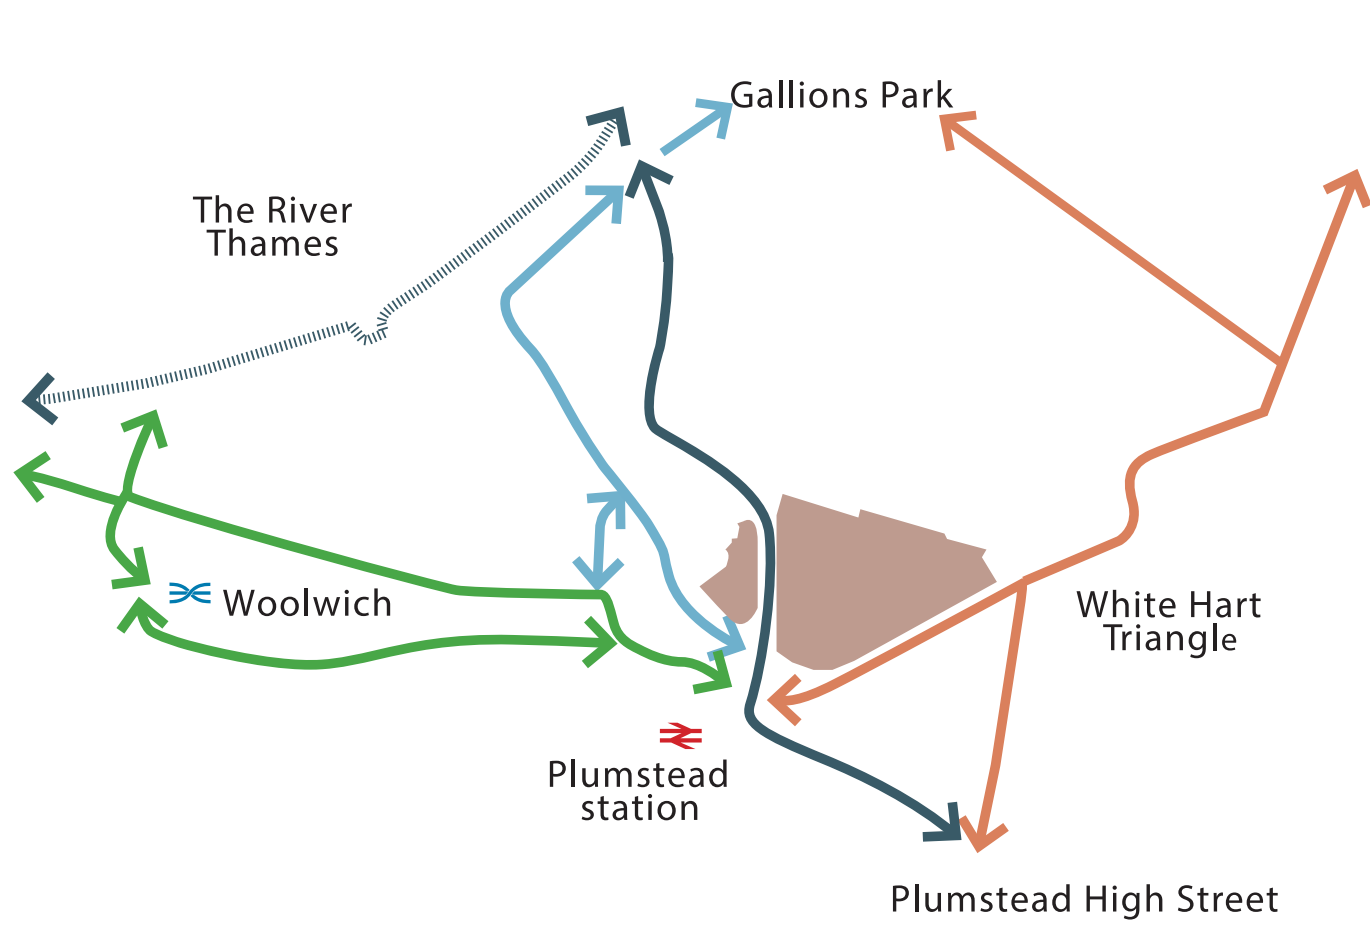 Gallions Park
The River
Thames
Woolwich
White Hart
Triangle
Plumstead
station
Plumstead High Street